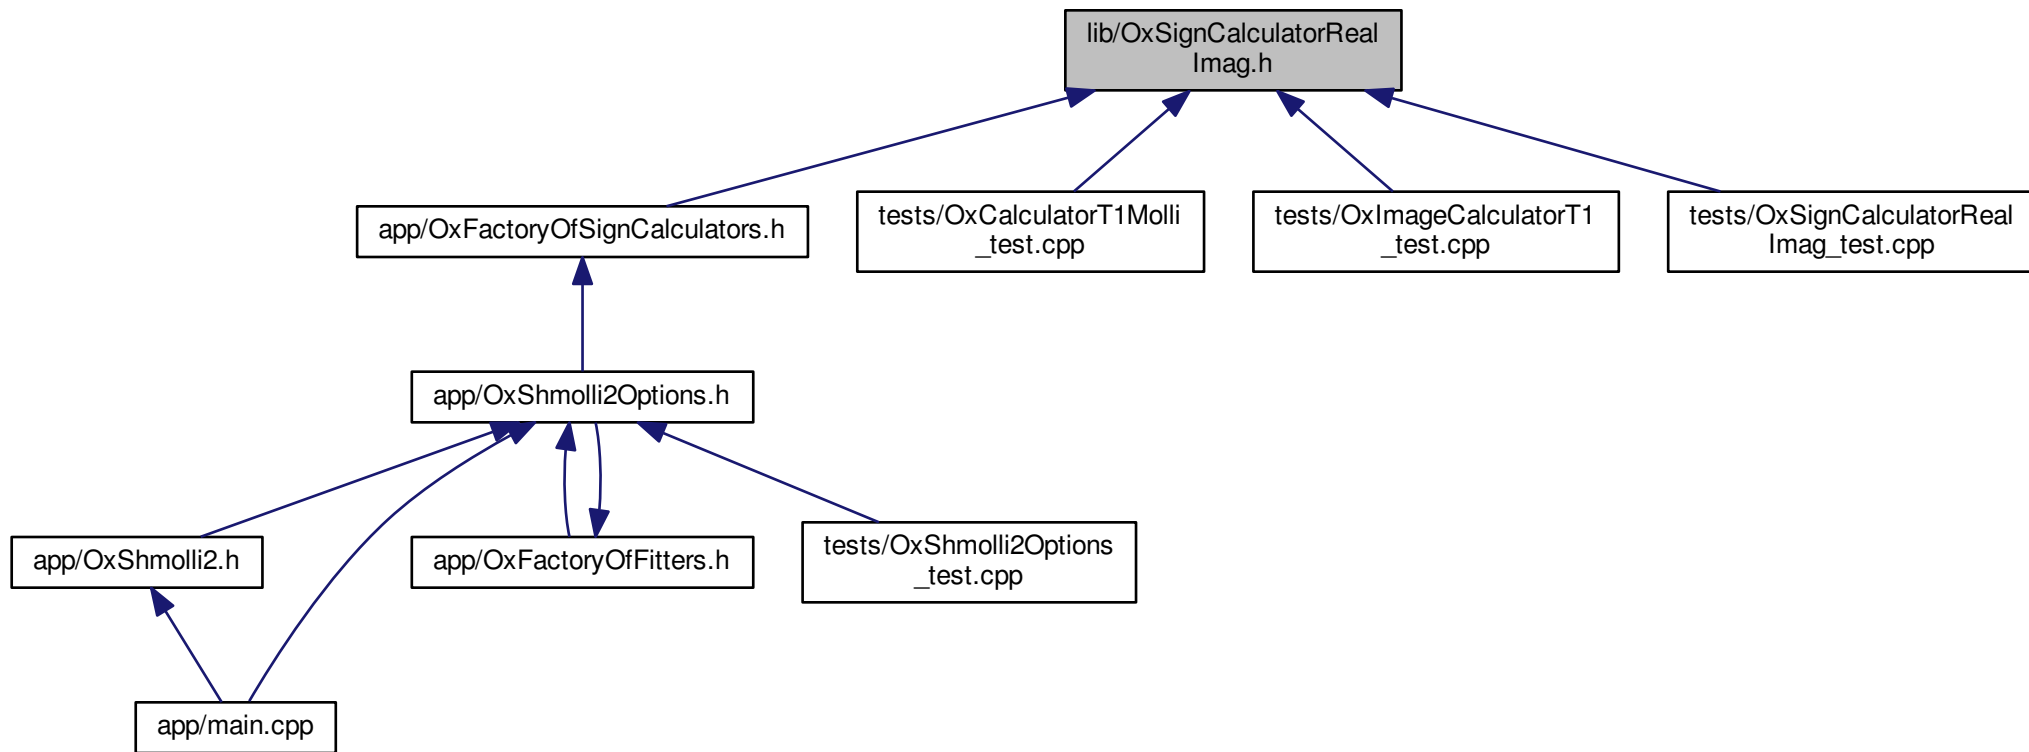 lib/OxSignCalculatorReal
Imag.h
app/OxFactoryOfSignCalculators.h
tests/OxCalculatorT1Molli
_test.cpp
tests/OxImageCalculatorT1
_test.cpp
tests/OxSignCalculatorReal
Imag_test.cpp
app/OxShmolli2Options.h
app/OxShmolli2.h
app/OxFactoryOfFitters.h
tests/OxShmolli2Options
_test.cpp
app/main.cpp